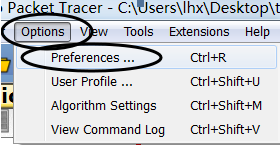 Packet Tracer - C:\Users\lhx\Desktop\t
Options View Tools Extensions Help
Preferences ... Ctrl+R
User Profile ... Ctrl+Shift+U
Algorithm Settings Ctrl+Shift+M
View Command Log Ctrl+Shift+V